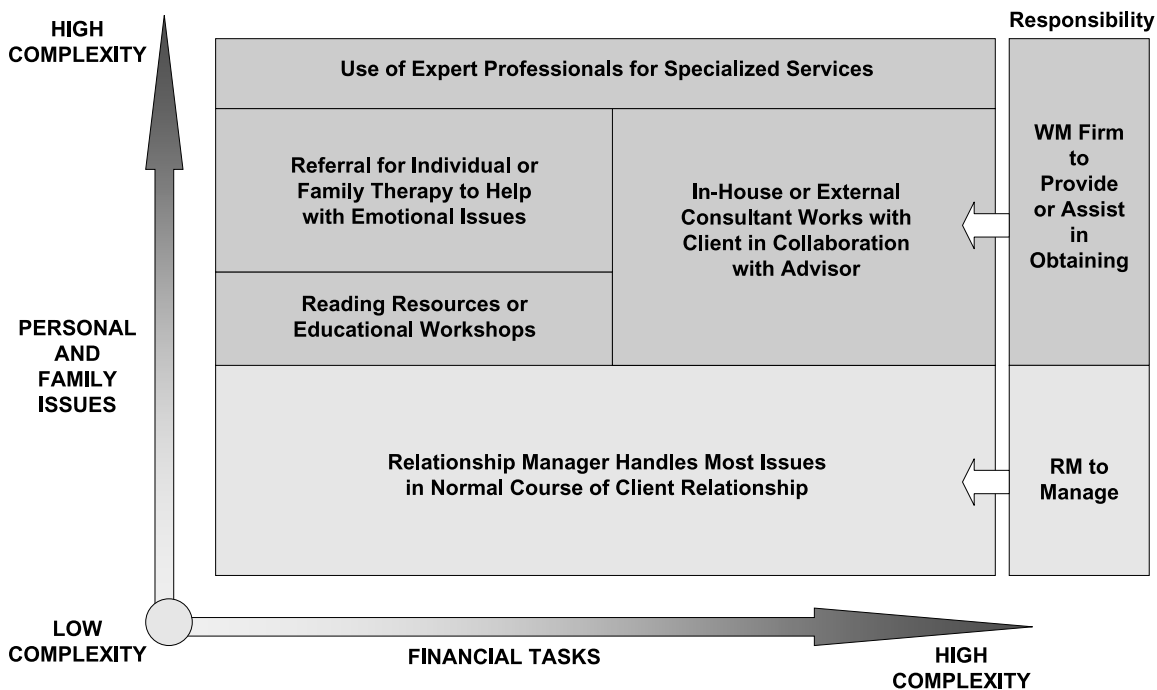 HIGH
COMPLEXITY
Responsibility
Use of Expert Professionals for Specialized Services
Referral for Individual or
Family Therapy to Help
with Emotional Issues
In-House or External
Consultant Works with
Client in Collaboration
with Advisor
WM Firm
to
Provide
or Assist
in
Obtaining
Reading Resources or
Educational Workshops
PERSONAL
AND
FAMILY
ISSUES
Relationship Manager Handles Most Issues
in Normal Course of Client Relationship
RM to
Manage
LOW
COMPLEXITY
FINANCIAL TASKS
HIGH
COMPLEXITY